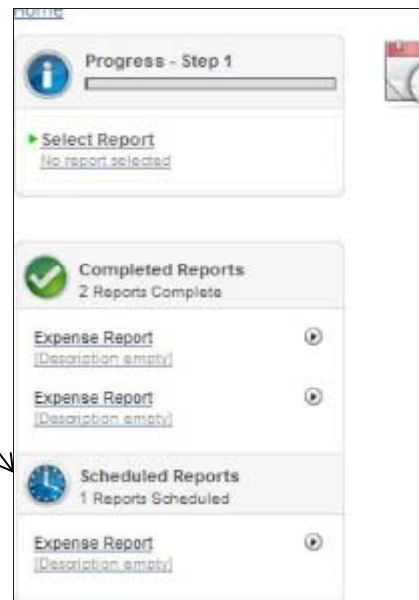 Home
Progress - Step 1
Select Report
No report selected
Completed Reports
2 Reports Complete
Expense Report
[Description empty]
Expense Report
[Description empty]
Scheduled Reports
1 Reports Scheduled
Expense Report
[Description empty]